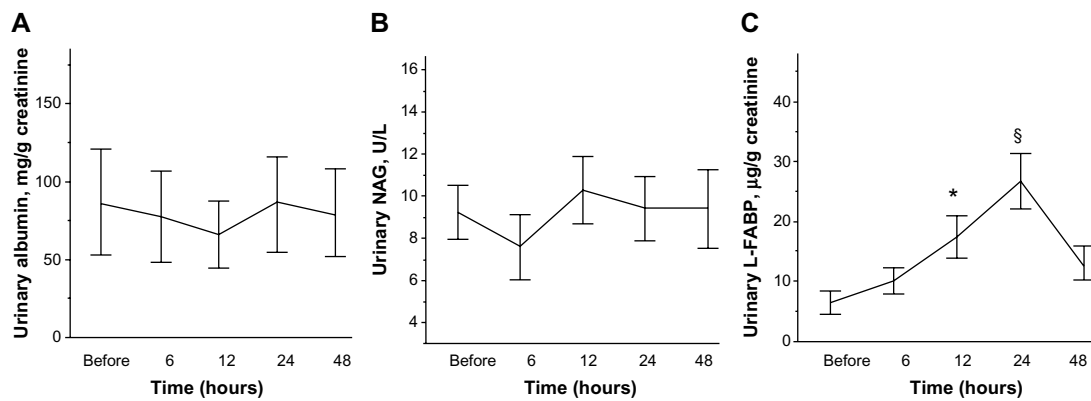 A
Urinary albumin, mg/g creatinine
150
100
50
0
Before 6 12 24 48
Time (hours)
B
Urinary NAG, U/L
16
14
12
10
8
6
4
Before 6 12 24 48
Time (hours)
C
Urinary L-FABP, µg/g creatinine
40
30
20
10
0
*
§
Before 6 12 24 48
Time (hours)